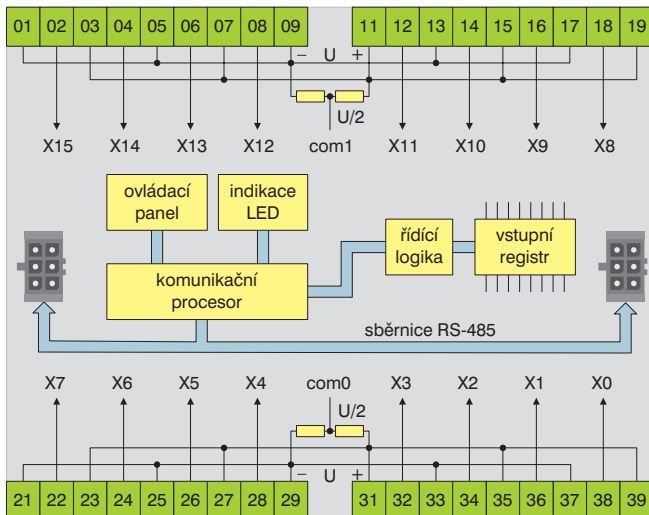 01 02 03 04 05 06 07 08 09 11 12 13 14 15 16 17 18 19
− U +
U/2
X15 X14 X13 X12 com1 X11 X10 X9 X8
ovládací
panel
indikace
LED
řídící
logika
vstupní
registr
komunikační
procesor
sběrnice RS-485
X7 X6 X5 X4 com0 X3 X2 X1 X0
U/2
− U +
21 22 23 24 25 26 27 28 29 31 32 33 34 35 36 37 38 39